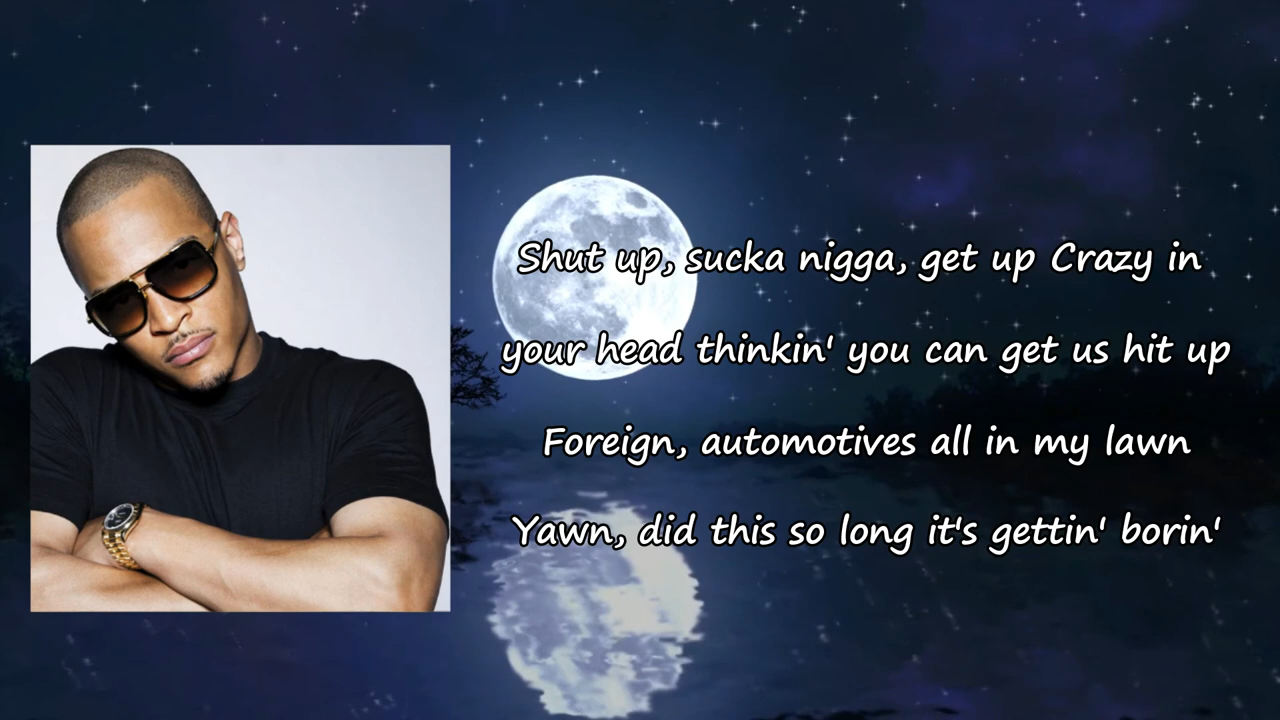 Shut up, sucka nigga, get up Crazy in
your head thinkin' you can get us hit up
Foreign, automotives all in my lawn
Yawn, did this so long it's gettin' borin'